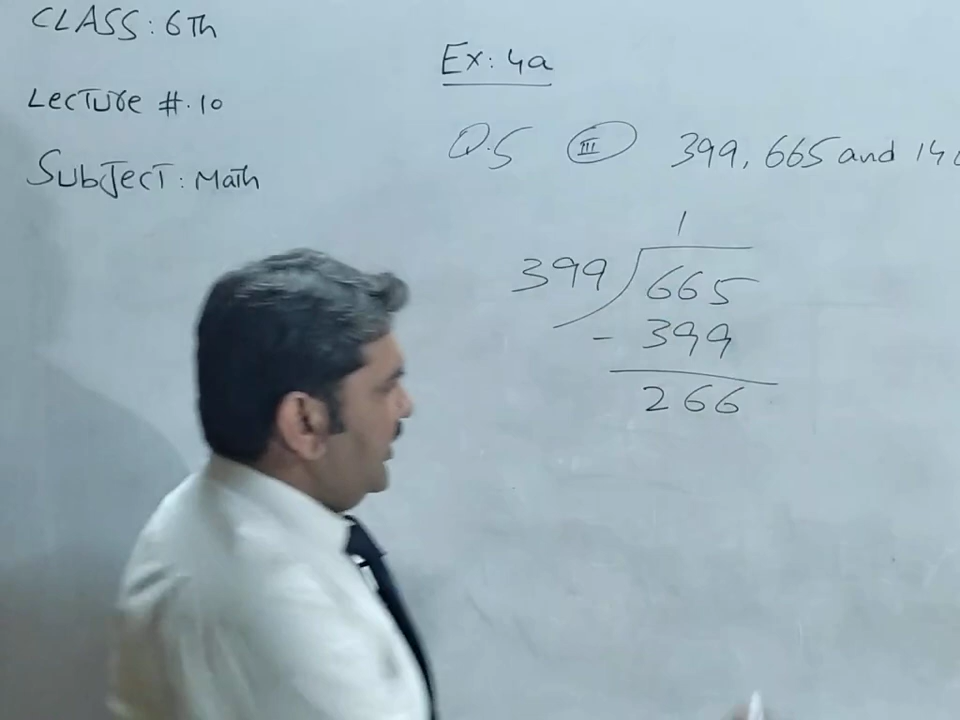 CLASS: 6Th
Lecture #.10
Subject: Math
Ex: 4a
Q.5 III 399, 665 and
1
399 665
- 399
266